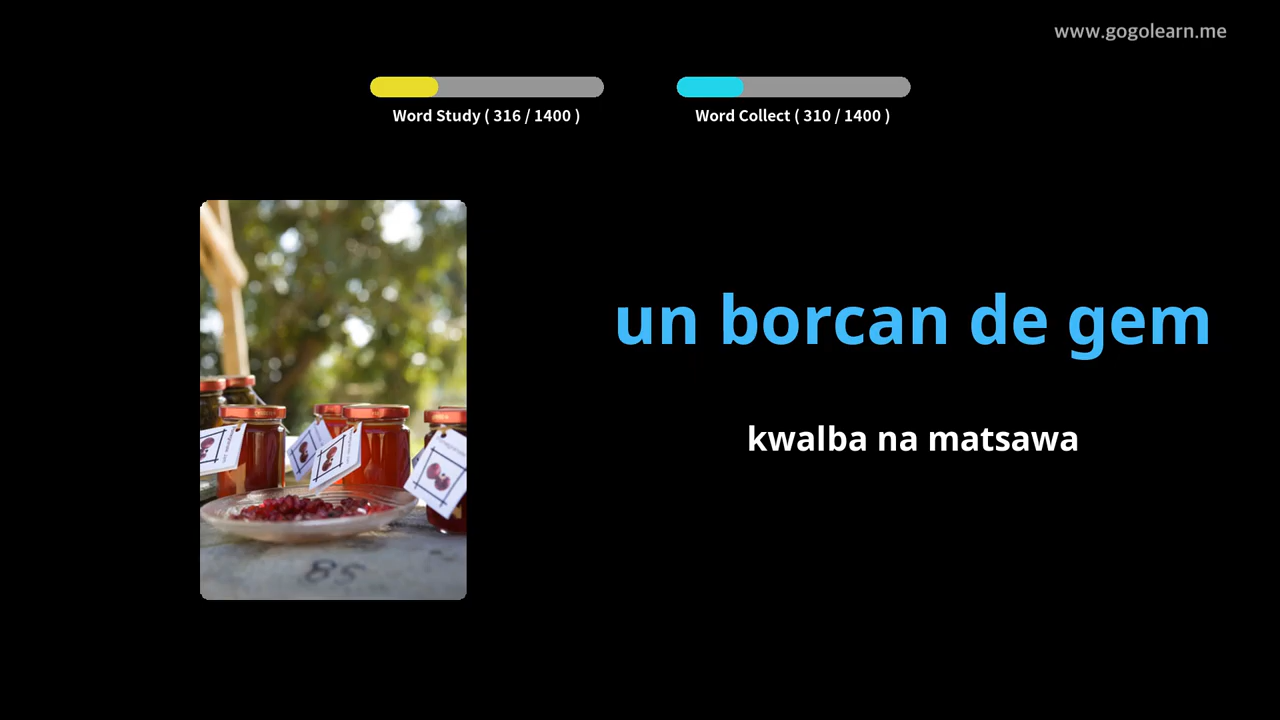 www.gogolearn.me
Word Study ( 316 / 1400 )
Word Collect ( 310 / 1400 )
un borcan de gem
kwalba na matsawa
85